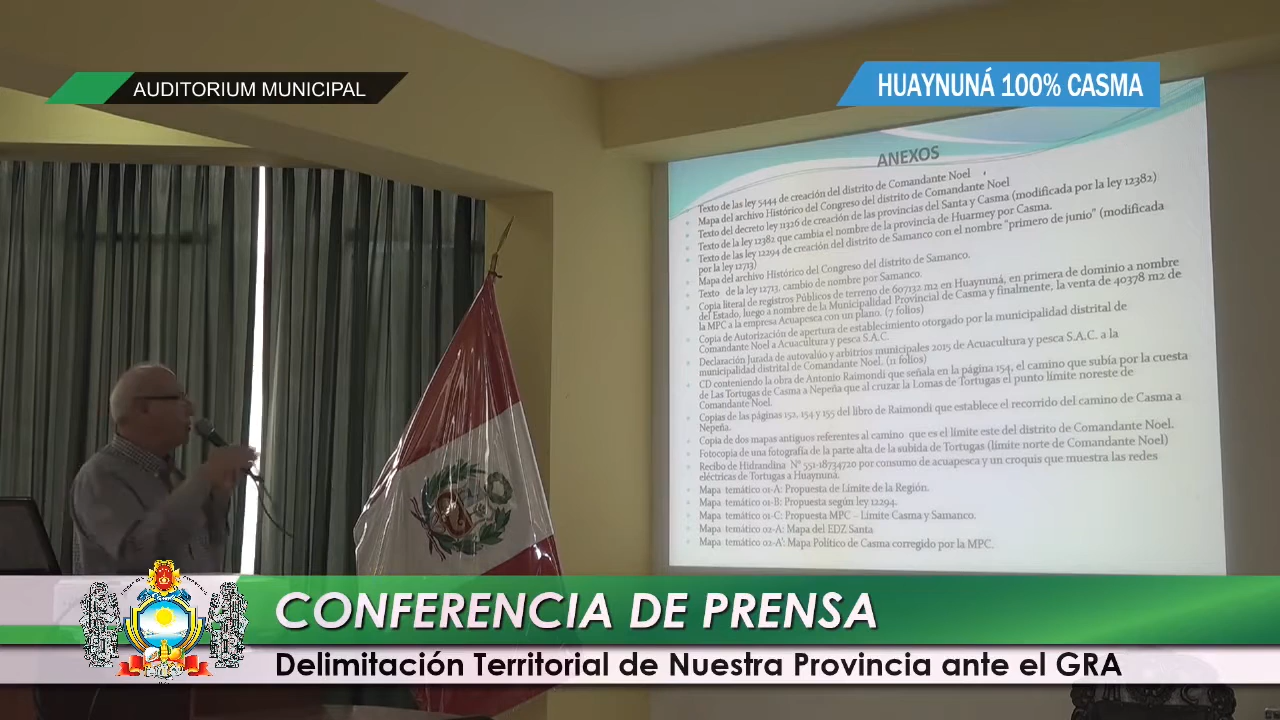 AUDITORIUM MUNICIPAL
HUAYNUNÁ 100% CASMA
ANEXOS
Texto de las ley 5444 de creación del distrito de Comandante Noel
Mapa del archivo Histórico del Congreso del distrito de Comandante Noel
Texto del decreto ley 11326 de creación de las provincias del Santa y Casma (modificada por la ley 12382)
Texto de la ley 12382 que cambia el nombre de la provincia de Huarmey por Casma.
Texto de las ley 12294 de creación del distrito de Samanco con el nombre "primero de junio" (modificada
por la ley 12713)
Mapa del archivo Histórico del Congreso del distrito de Samanco.
Texto de la ley 12713, cambio de nombre por Samanco.
Copia literal de registros Públicos de terreno de 607132 m2 en Huaynuná, en primera de dominio a nombre
del Estado, luego a nombre de la Municipalidad Provincial de Casma y finalmente, la venta de 40378 m2 de
la MPC a la empresa Acuapesca con un plano. (7 folios)
Copia de Autorización de apertura de establecimiento otorgado por la municipalidad distrital de
Comandante Noel a Acuacultura y pesca S.A.C.
Declaración Jurada de autovalúo y arbitrios municipales 2015 de Acuacultura y pesca S.A.C. a la
municipalidad distrital de Comandante Noel. (11 folios)
CD conteniendo la obra de Antonio Raimondi que señala en la página 154, el camino que subía por la cuesta
de Las Tortugas de Casma a Nepeña que al cruzar la Lomas de Tortugas el punto límite noreste de
Comandante Noel.
Copias de las páginas 152, 154 y 155 del libro de Raimondi que establece el recorrido del camino de Casma a
Nepeña.
Copia de dos mapas antiguos referentes al camino que es el límite este del distrito de Comandante Noel.
Fotocopia de una fotografía de la parte alta de la subida de Tortugas (límite norte de Comandante Noel)
Recibo de Hidrandina N° 551-18734720 por consumo de acuapesca y un croquis que muestra las redes
eléctricas de Tortugas a Huaynuná.
Mapa temático 01-A: Propuesta de Límite de la Región.
Mapa temático 01-B: Propuesta según ley 12294.
Mapa temático 01-C: Propuesta MPC – Límite Casma y Samanco.
Mapa temático 02-A: Mapa del EDZ Santa
Mapa temático 02-A': Mapa Político de Casma corregido por la MPC.
CONFERENCIA DE PRENSA
Delimitación Territorial de Nuestra Provincia ante el GRA